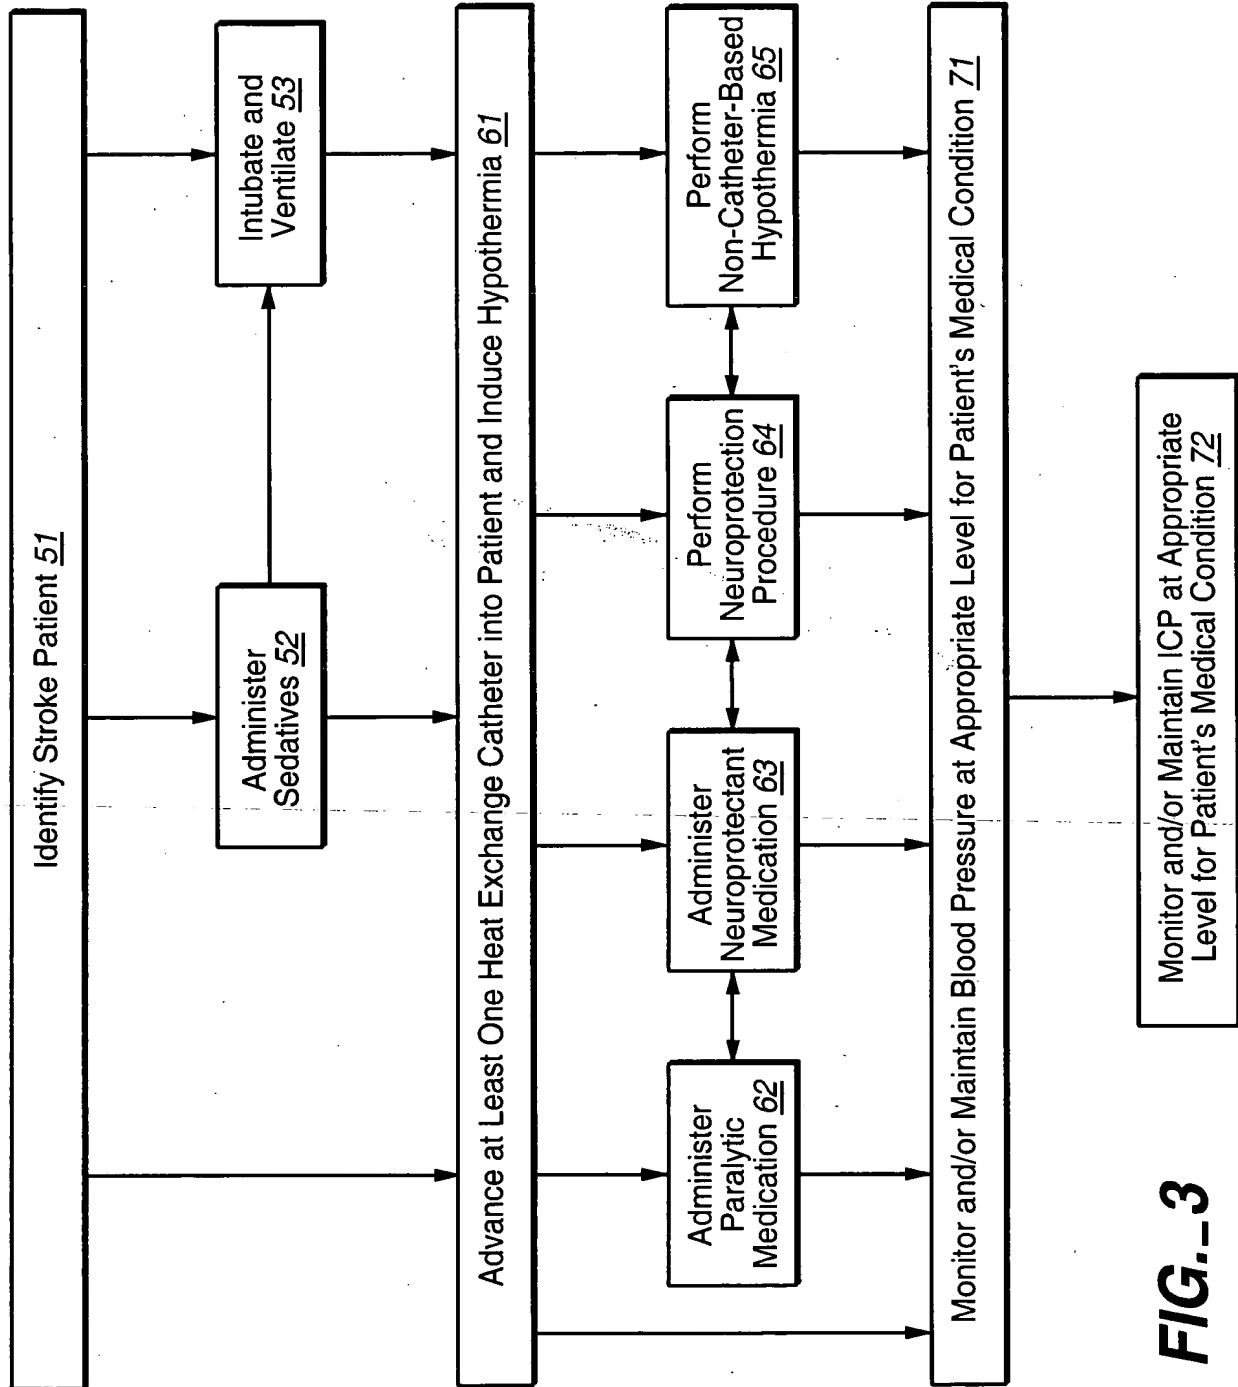 Identify Stroke Patient 51
Administer
Sedatives 52
Intubate and
Ventilate 53
Advance at Least One Heat Exchange Catheter into Patient and Induce Hypothermia 61
Administer
Paralytic
Medication 62
Administer
Neuroprotectant
Medication 63
Perform
Neuroprotection
Procedure 64
Perform
Non-Catheter-Based
Hypothermia 65
Monitor and/or Maintain Blood Pressure at Appropriate Level for Patient's Medical Condition 71
Monitor and/or Maintain ICP at Appropriate
Level for Patient's Medical Condition 72
FIG._3